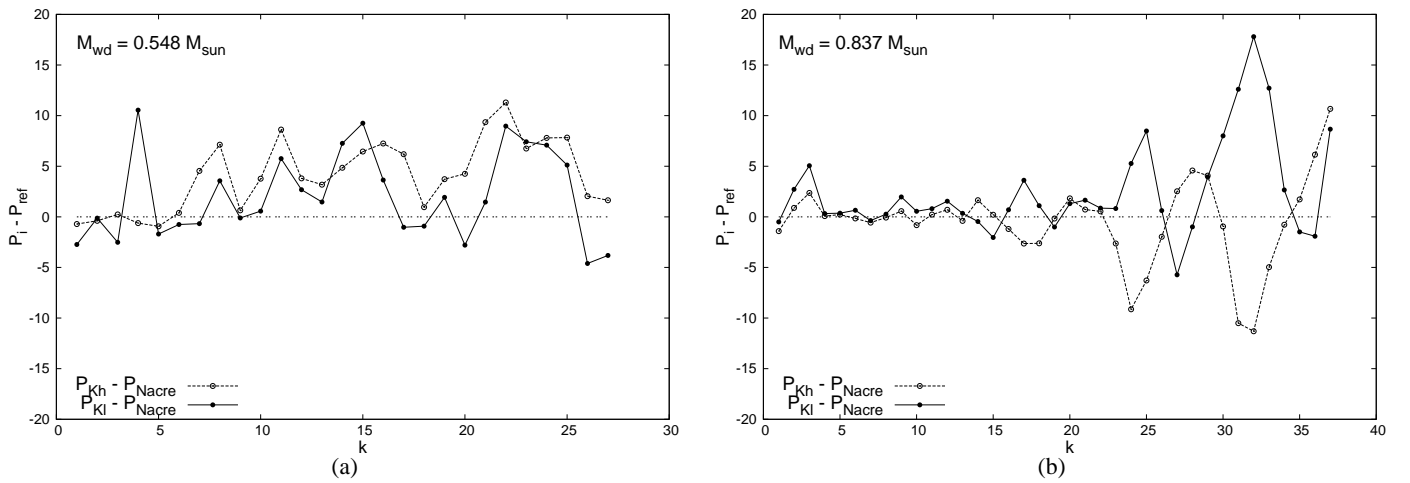 20
15
10
5
0
-5
-10
-15
-20
P_i - P_ref
M_wd = 0.548 M_sun
P_Kh - P_Nacre
P_Kl - P_Nacre
0 5 10 15 20 25 30
k
(a)
20
15
10
5
0
-5
-10
-15
-20
P_i - P_ref
M_wd = 0.837 M_sun
P_Kh - P_Nacre
P_Kl - P_Nacre
0 5 10 15 20 25 30 35 40
k
(b)